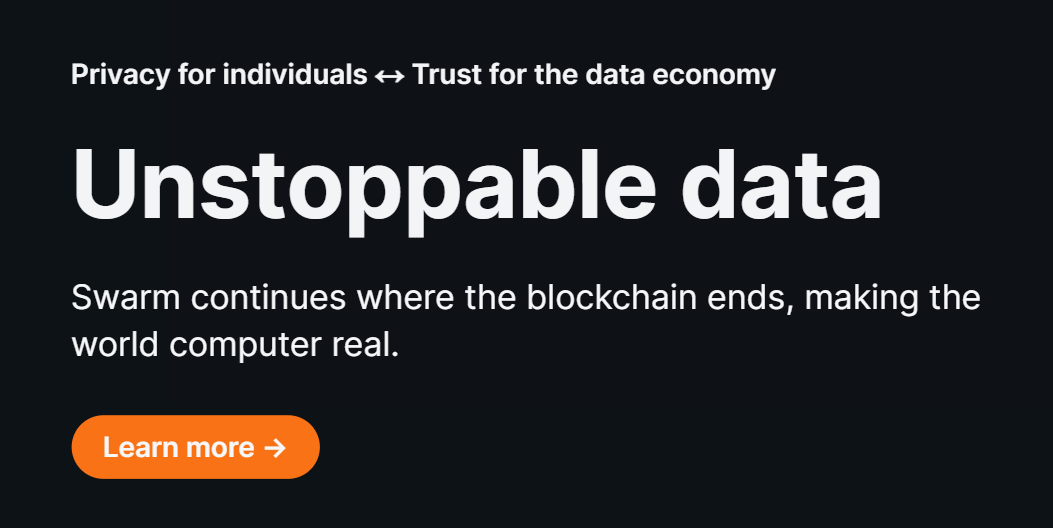 Privacy for individuals ↔ Trust for the data economy
Unstoppable data
Swarm continues where the blockchain ends, making the
world computer real.
Learn more →